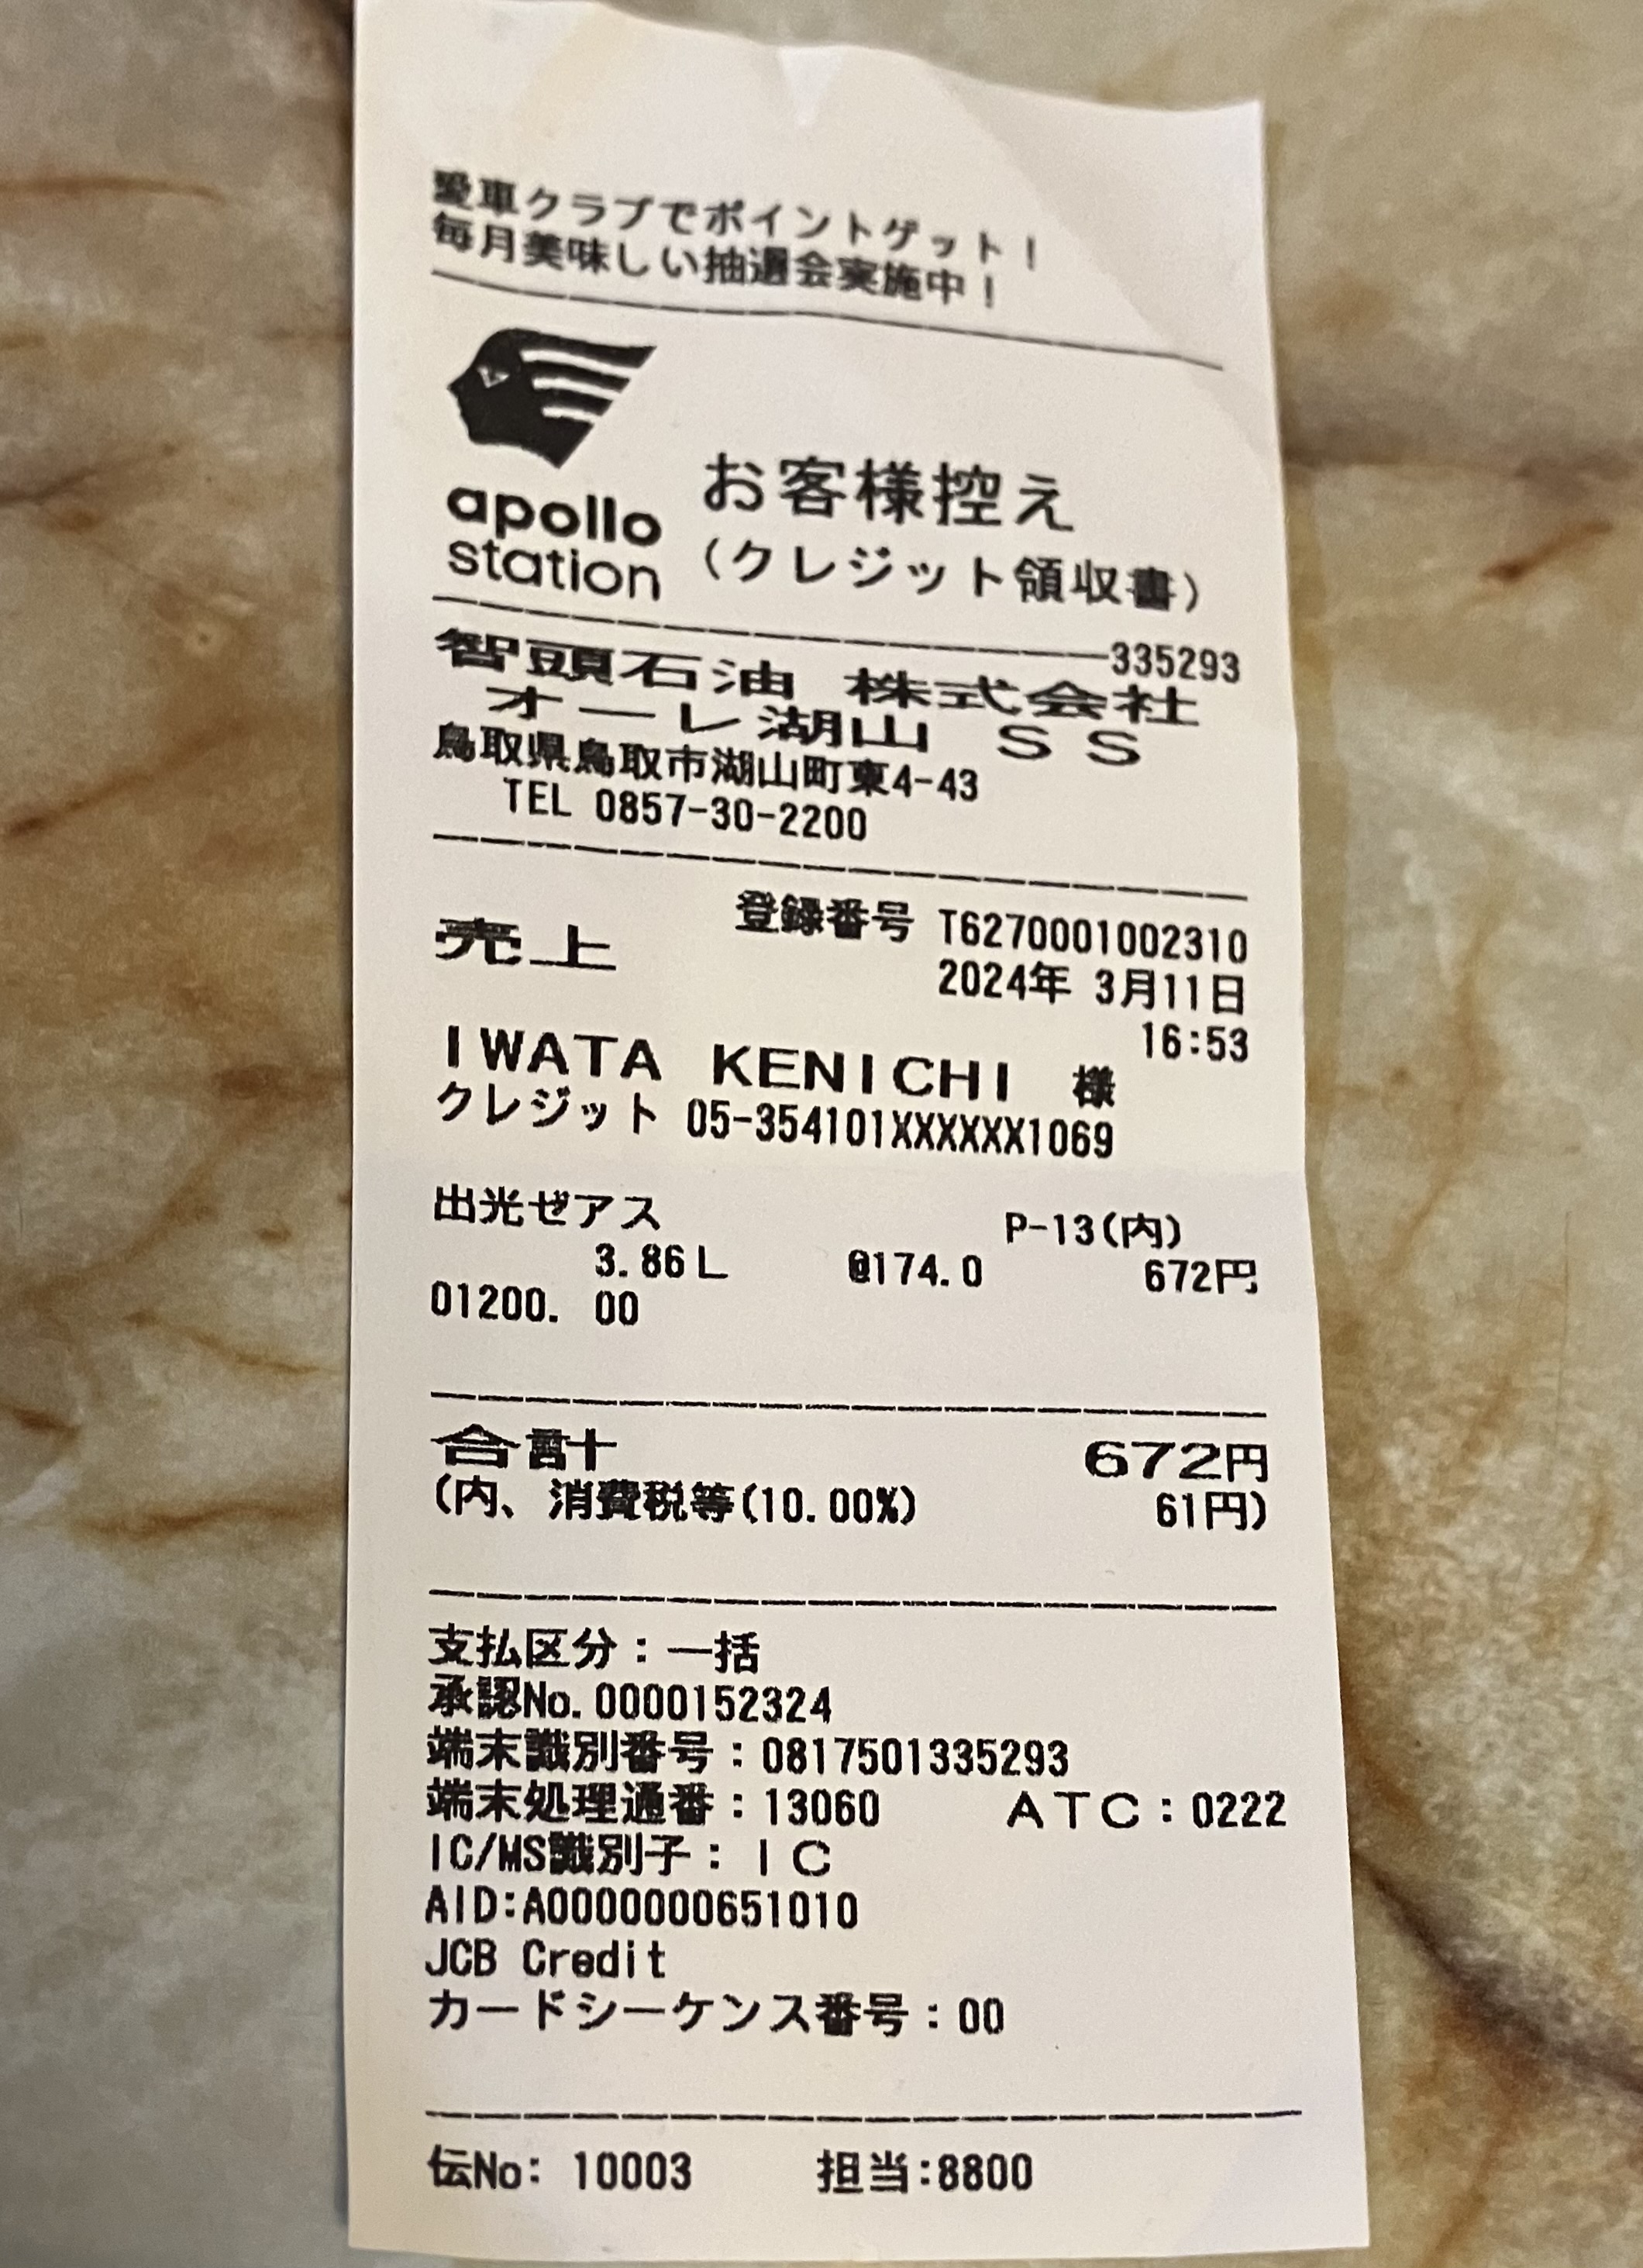 愛車クラブでポイントゲット！
毎月美味しい抽選会実施中！
apollo
station
お客様控え
（クレジット領収書）
335293
智頭石油 株式会社
オーレ湖山 ＳＳ
鳥取県鳥取市湖山町東4-43
TEL 0857-30-2200
登録番号 T6270001002310
売上
2024年 3月11日
16:53
IWATA KENICHI 様
クレジット 05-354101XXXXXX1069
出光ゼアス
P-13(内)
3.86L @174.0 672円
01200. 00
合計 672円
(内、消費税等(10.00%) 61円)
支払区分：一括
承認No.0000152324
端末識別番号：0817501335293
端末処理通番：13060 ＡＴＣ：0222
IC/MS識別子：ＩＣ
AID:A0000000651010
JCB Credit
カードシーケンス番号：00
伝No: 10003 担当:8800